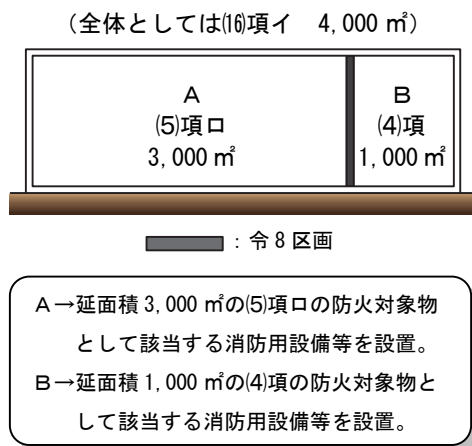 (全体としては⒃項イ 4,000 ㎡)
A
(5)項ロ
3,000 ㎡
B
(4)項
1,000 ㎡
:令8区画
A→延面積 3,000 ㎡の⑸項ロの防火対象物
として該当する消防用設備等を設置。
B→延面積 1,000 ㎡の⑷項の防火対象物と
して該当する消防用設備等を設置。